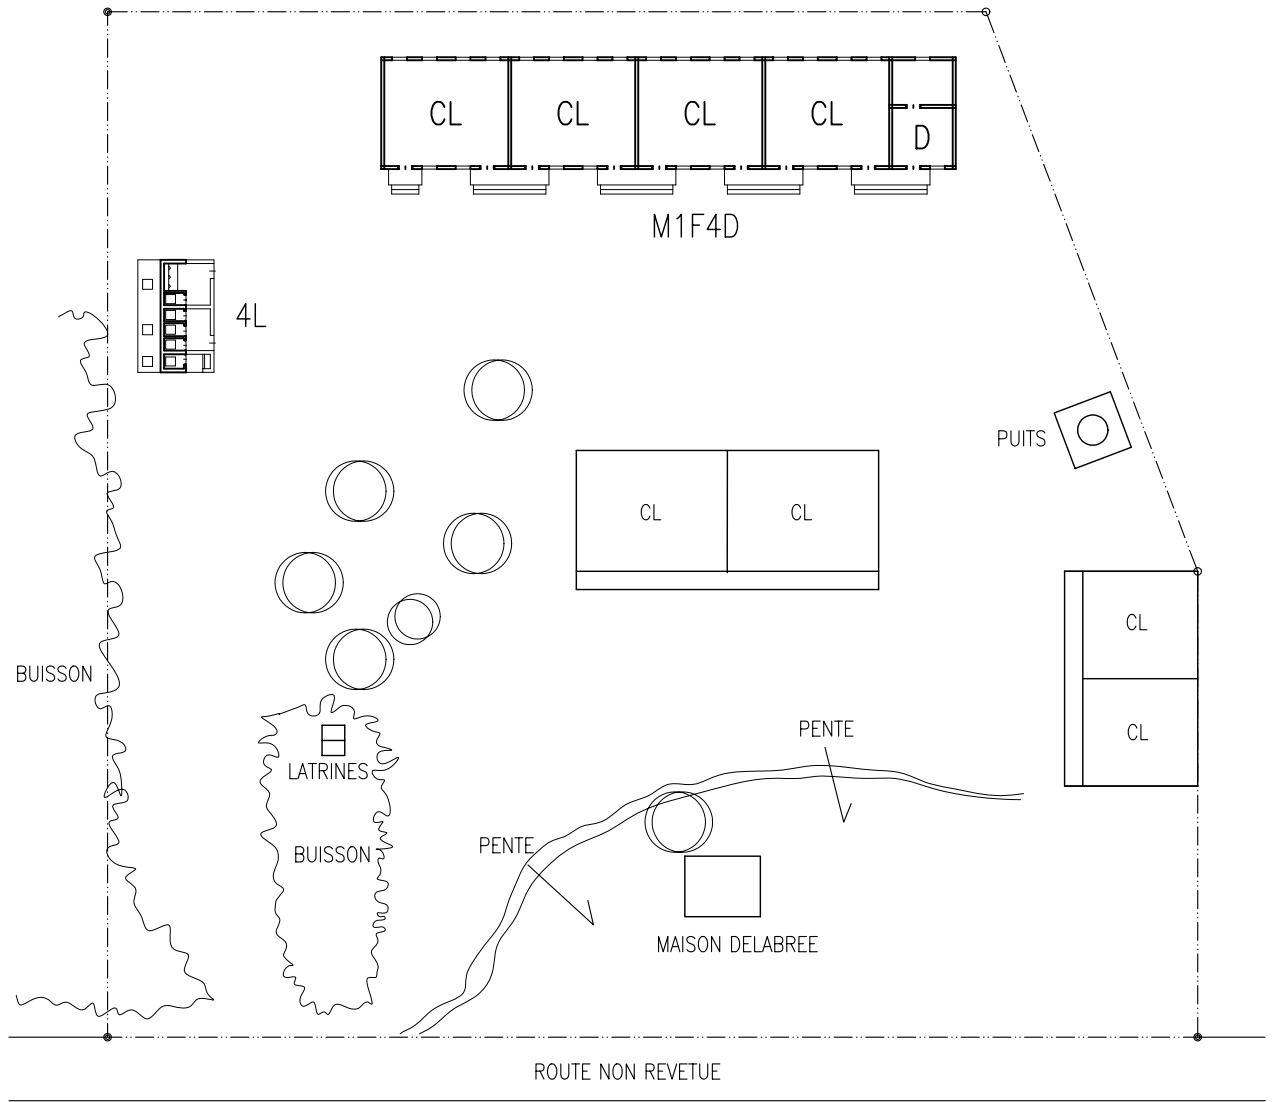 CL CL CL CL
D
M1F4D
4L
PUITS
CL CL
CL
BUISSON
CL
PENTE
LATRINES
PENTE
BUISSON
MAISON DELABREE
ROUTE NON REVETUE